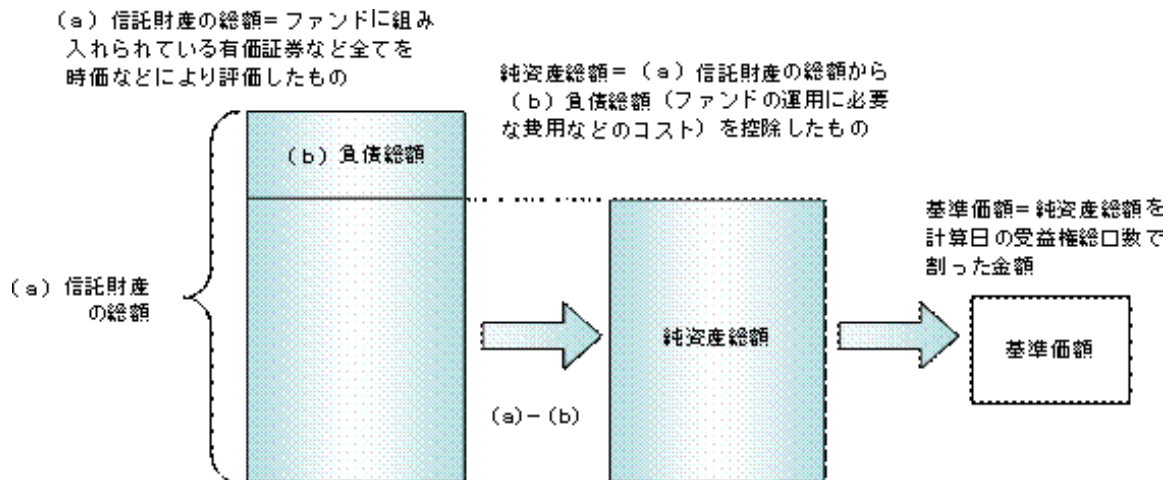 (a) 信託財産の総額=ファンドに組み
入れられている有価証券など全てを
時価などにより評価したもの
純資産総額=(a) 信託財産の総額から
(b) 負債総額(ファンドの運用に必要
な費用などのコスト)を控除したもの
(b) 負債総額
基準価額=純資産総額を
計算日の受益権総口数で
割った金額
(a) 信託財産
の総額
純資産総額
基準価額
(a)-(b)